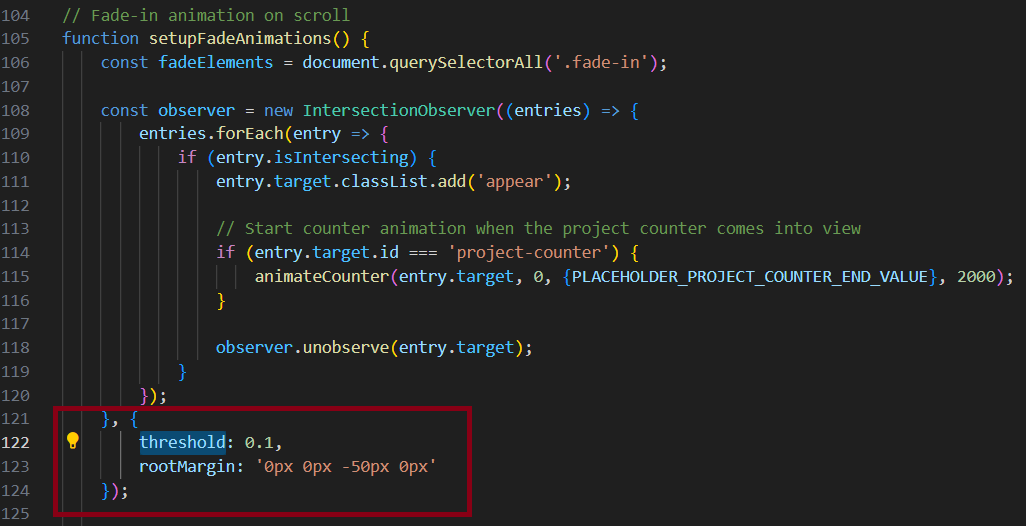 104 // Fade-in animation on scroll
105 function setupFadeAnimations() {
106 const fadeElements = document.querySelectorAll('.fade-in');
107
108 const observer = new IntersectionObserver((entries) => {
109 entries.forEach(entry => {
110 if (entry.isIntersecting) {
111 entry.target.classList.add('appear');
112
113 // Start counter animation when the project counter comes into view
114 if (entry.target.id === 'project-counter') {
115 animateCounter(entry.target, 0, {PLACEHOLDER_PROJECT_COUNTER_END_VALUE}, 2000);
116 }
117
118 observer.unobserve(entry.target);
119 }
120 });
121 }, {
122 threshold: 0.1,
123 rootMargin: '0px 0px -50px 0px'
124 });
125